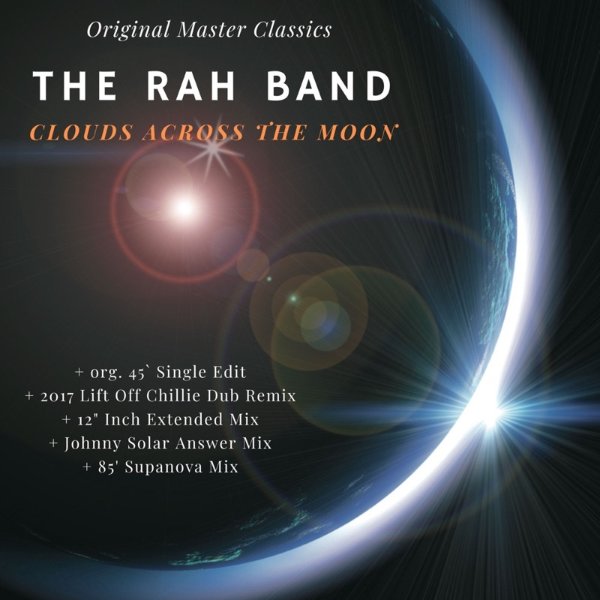 Original Master Classics
THE RAH BAND
CLOUDS ACROSS THE MOON
+ org. 45` Single Edit
+ 2017 Lift Off Chillie Dub Remix
+ 12" Inch Extended Mix
+ Johnny Solar Answer Mix
+ 85' Supanova Mix